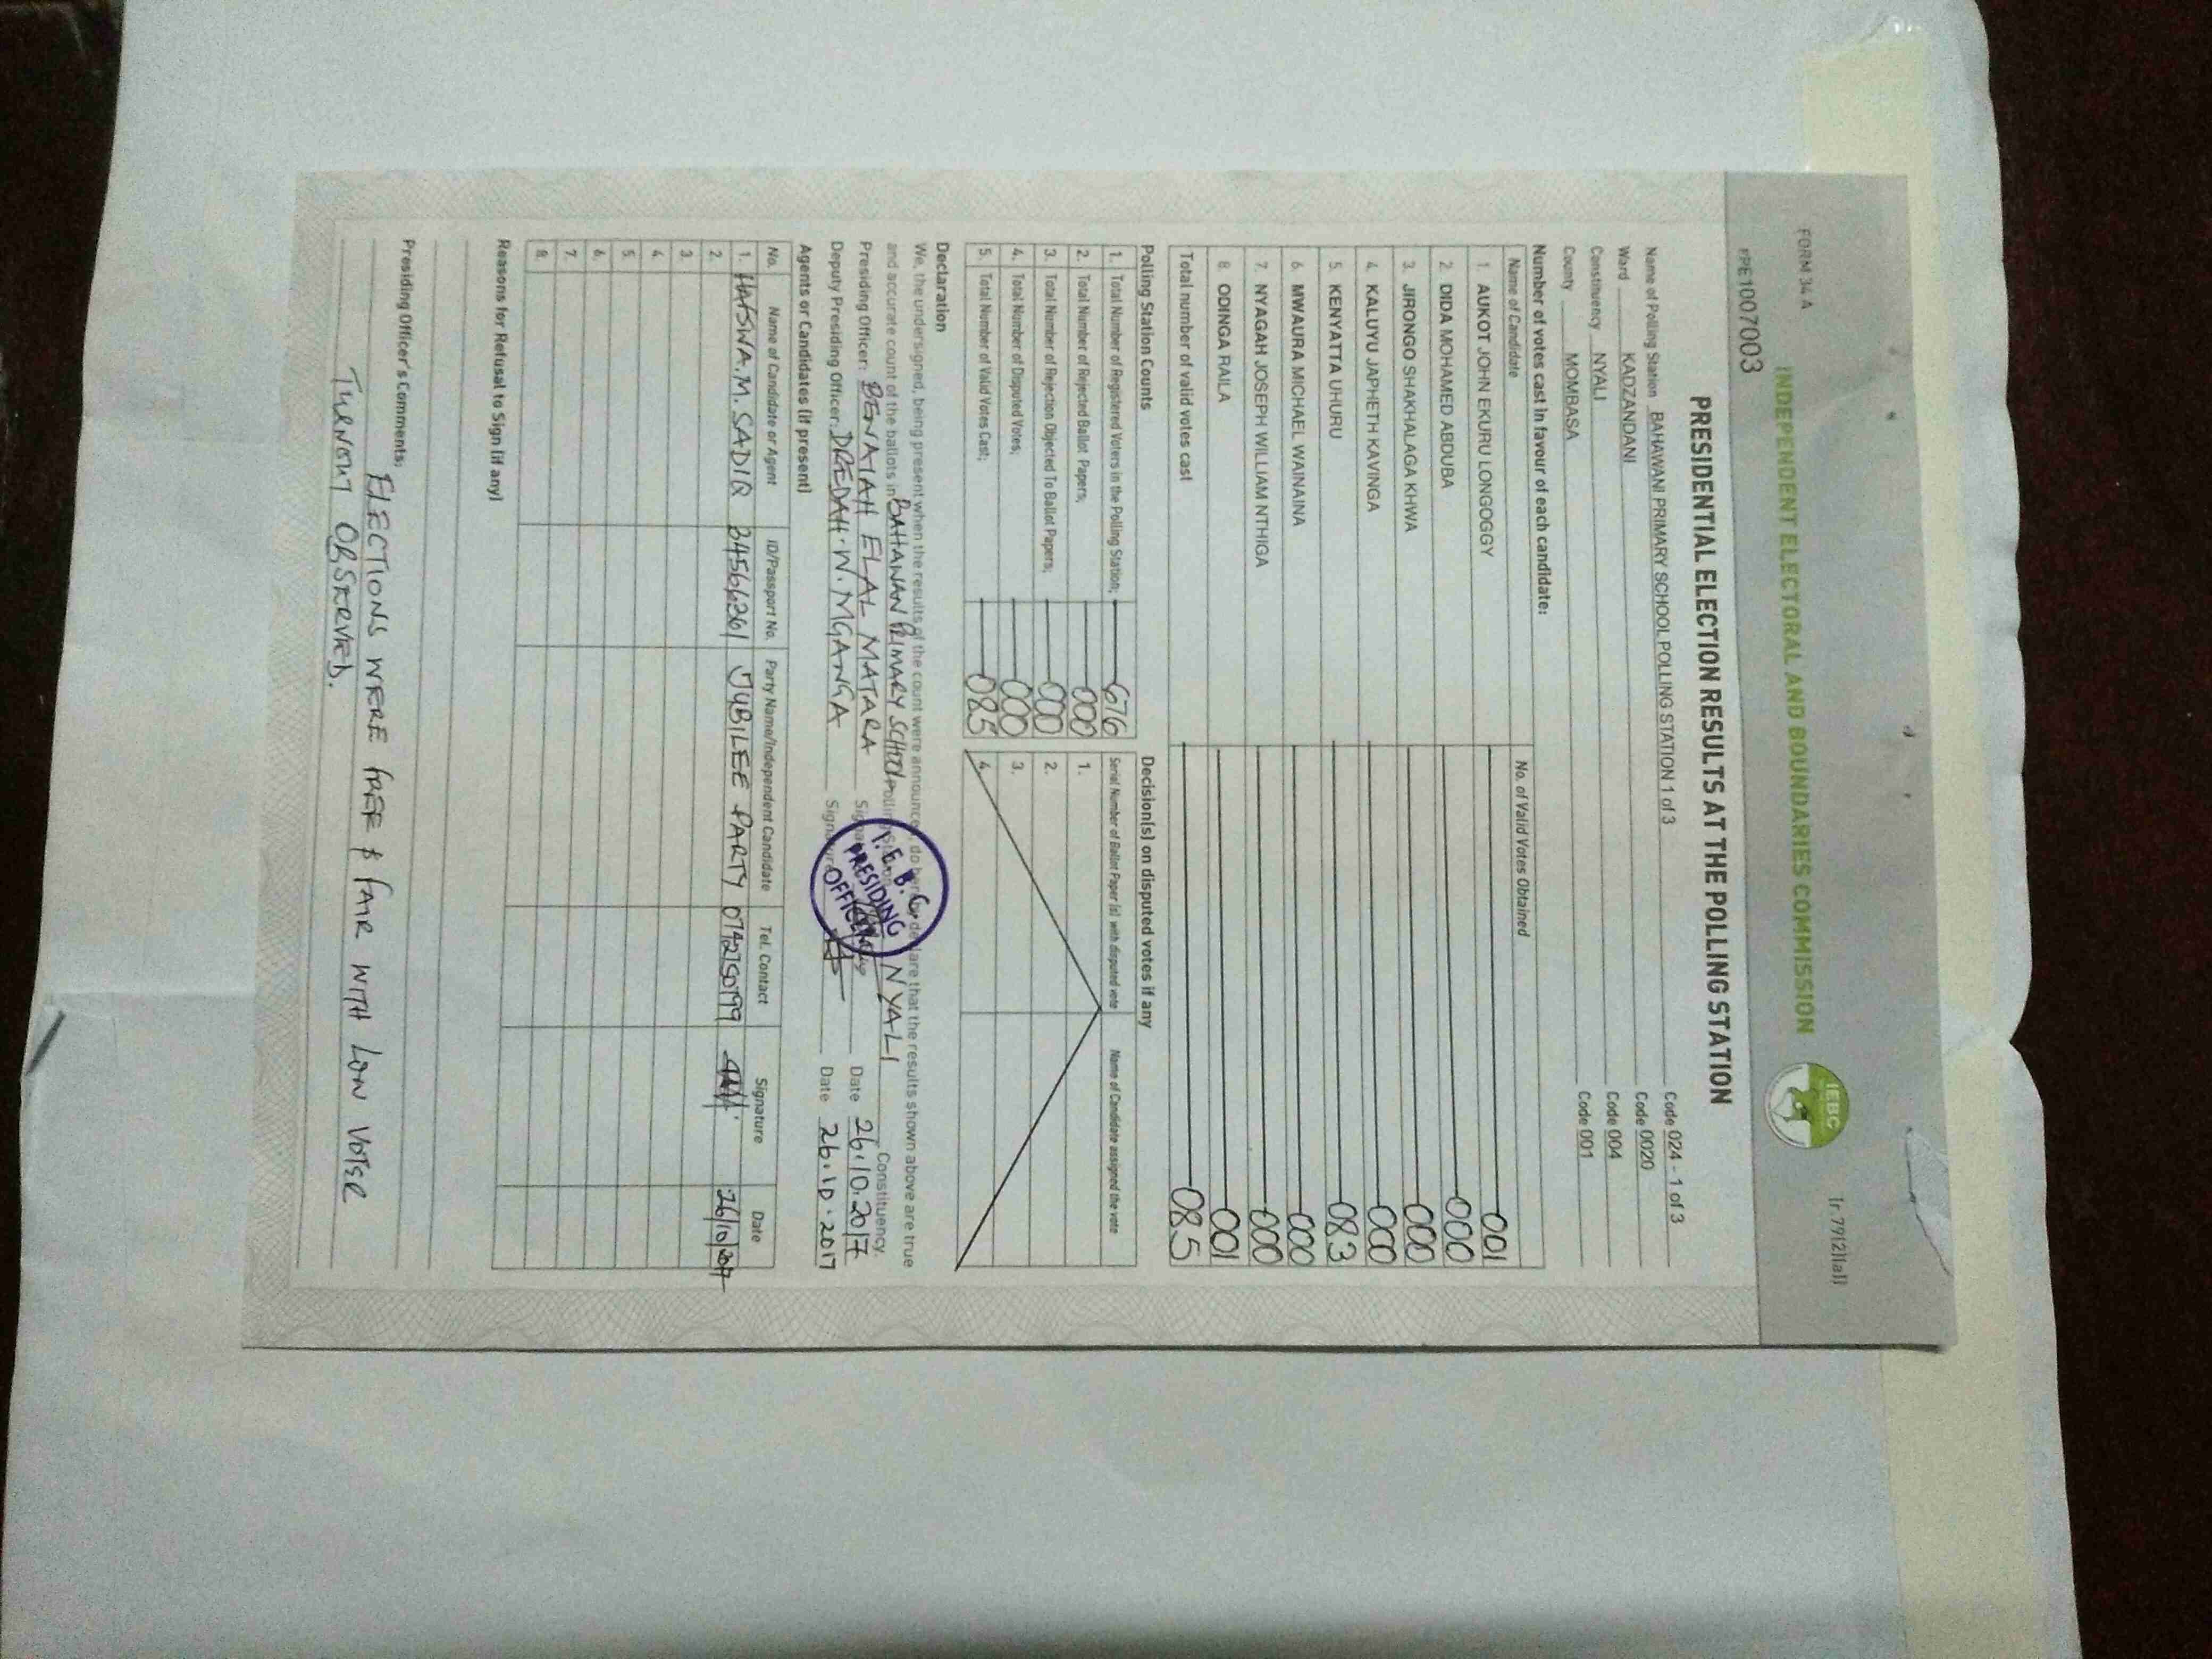 FORM 34 A
(r 79(2)(a))
INDEPENDENT ELECTORAL AND BOUNDARIES COMMISSION
IEBC
PRE1007003
PRESIDENTIAL ELECTION RESULTS AT THE POLLING STATION
Name of Polling Station BAHAWANI PRIMARY SCHOOL POLLING STATION 1 of 3 Code 024 - 1 of 3
Ward KADZANDANI Code 0020
Constituency NYALI Code 004
County MOMBASA Code 001
Number of votes cast in favour of each candidate:
Name of Candidate No. of Valid Votes Obtained
1. AUKOT JOHN EKURU LONGOGGY 001
2. DIDA MOHAMED ABDUBA 000
3. JIRONGO SHAKHALAGA KHWA 000
4. KALUYU JAPHETH KAVINGA 000
5. KENYATTA UHURU 083
6. MWAURA MICHAEL WAINAINA 000
7. NYAGAH JOSEPH WILLIAM NTHIGA 000
8. ODINGA RAILA 001
Total number of valid votes cast 085
Polling Station Counts
1. Total Number of Registered Voters in the Polling Station; 676
2. Total Number of Rejected Ballot Papers; 000
3. Total Number of Rejection Objected To Ballot Papers; 000
4. Total Number of Disputed Votes; 000
5. Total Number of Valid Votes Cast; 085
Decision(s) on disputed votes if any
Serial Number of Ballot Paper (s) with disputed vote Name of Candidate assigned the vote
1.
2.
3.
4.
Declaration
We, the undersigned, being present when the results of the count were announced, do hereby declare that the results shown above are true
and accurate count of the ballots in BAHAWANI PRIMARY SCHOOL Polling Station NYALI Constituency.
Presiding Officer: BENAIAH ELAL MATARA Signature Date 26.10.2017
Deputy Presiding Officer: DREDAH.W.MGANGA Signature Date 26.10.2017
I.E.B.C
PRESIDING
OFFICER
Agents or Candidates (if present)
No. Name of Candidate or Agent ID/Passport No. Party Name/Independent Candidate Tel. Contact Signature Date
1. HAFSWA.M.SADIQ 34566361 JUBILEE PARTY 0742750199 26/10/2017
2.
3.
4.
5.
6.
7.
8.
Reasons for Refusal to Sign (if any)
Presiding Officer's Comments:
ELECTIONS WERE FREE & FAIR WITH LOW VOTER
TURNOUT OBSERVED.